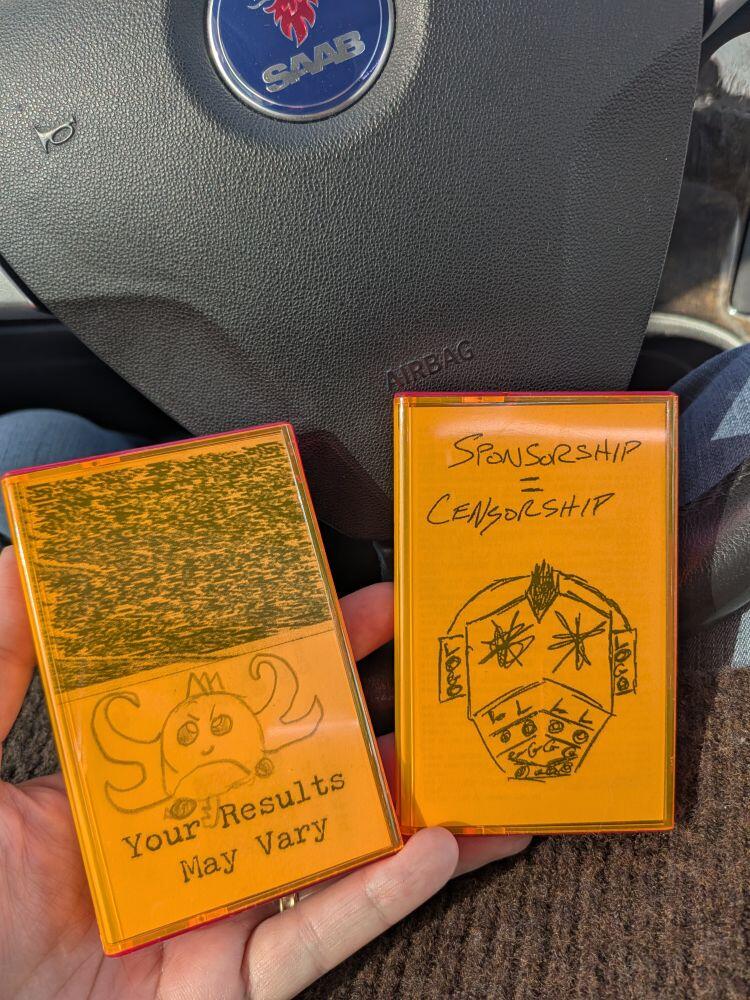 SAAB
AIRBAG
SPONSORSHIP
=
CENSORSHIP
LOGO
LOGO
L L L L
O O O O
G G G G
Your Results
May Vary